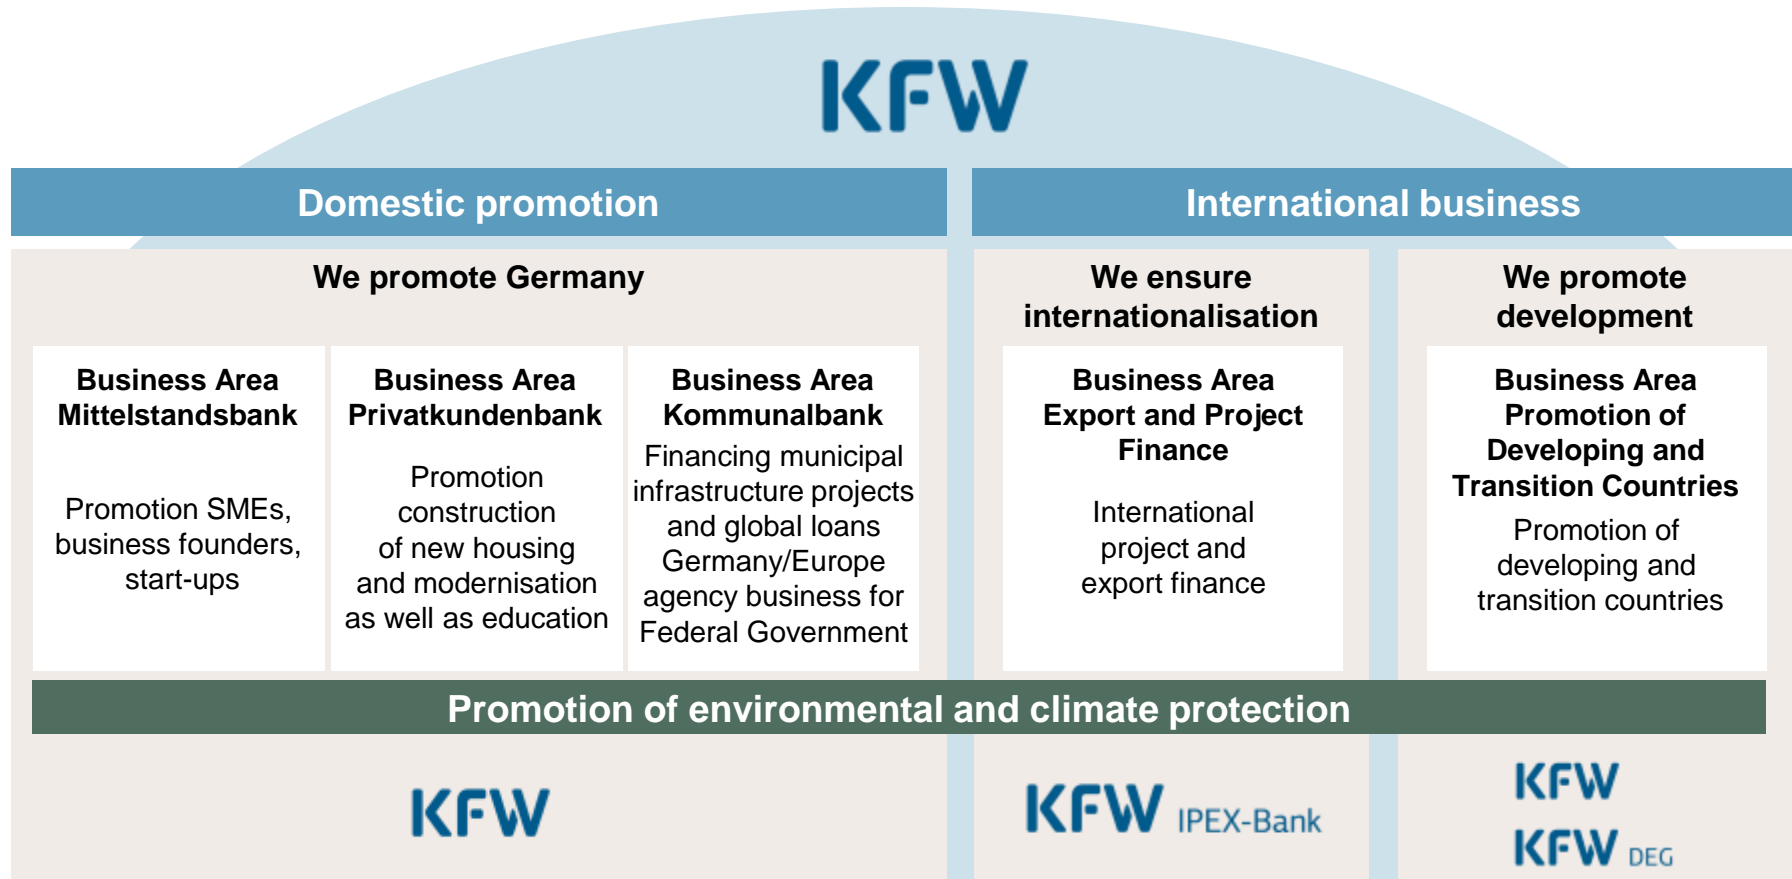 KFW
Domestic promotion
International business
We promote Germany
Business Area
Mittelstandsbank
Promotion SMEs,
business founders,
start-ups
Business Area
Privatkundenbank
Promotion
construction
of new housing
and modernisation
as well as education
Business Area
Kommunalbank
Financing municipal
infrastructure projects
and global loans
Germany/Europe
agency business for
Federal Government
We ensure
internationalisation
Business Area
Export and Project
Finance
International
project and
export finance
We promote
development
Business Area
Promotion of
Developing and
Transition Countries
Promotion of
developing and
transition countries
Promotion of environmental and climate protection
KFW
KFW IPEX-Bank
KFW
KFW DEG